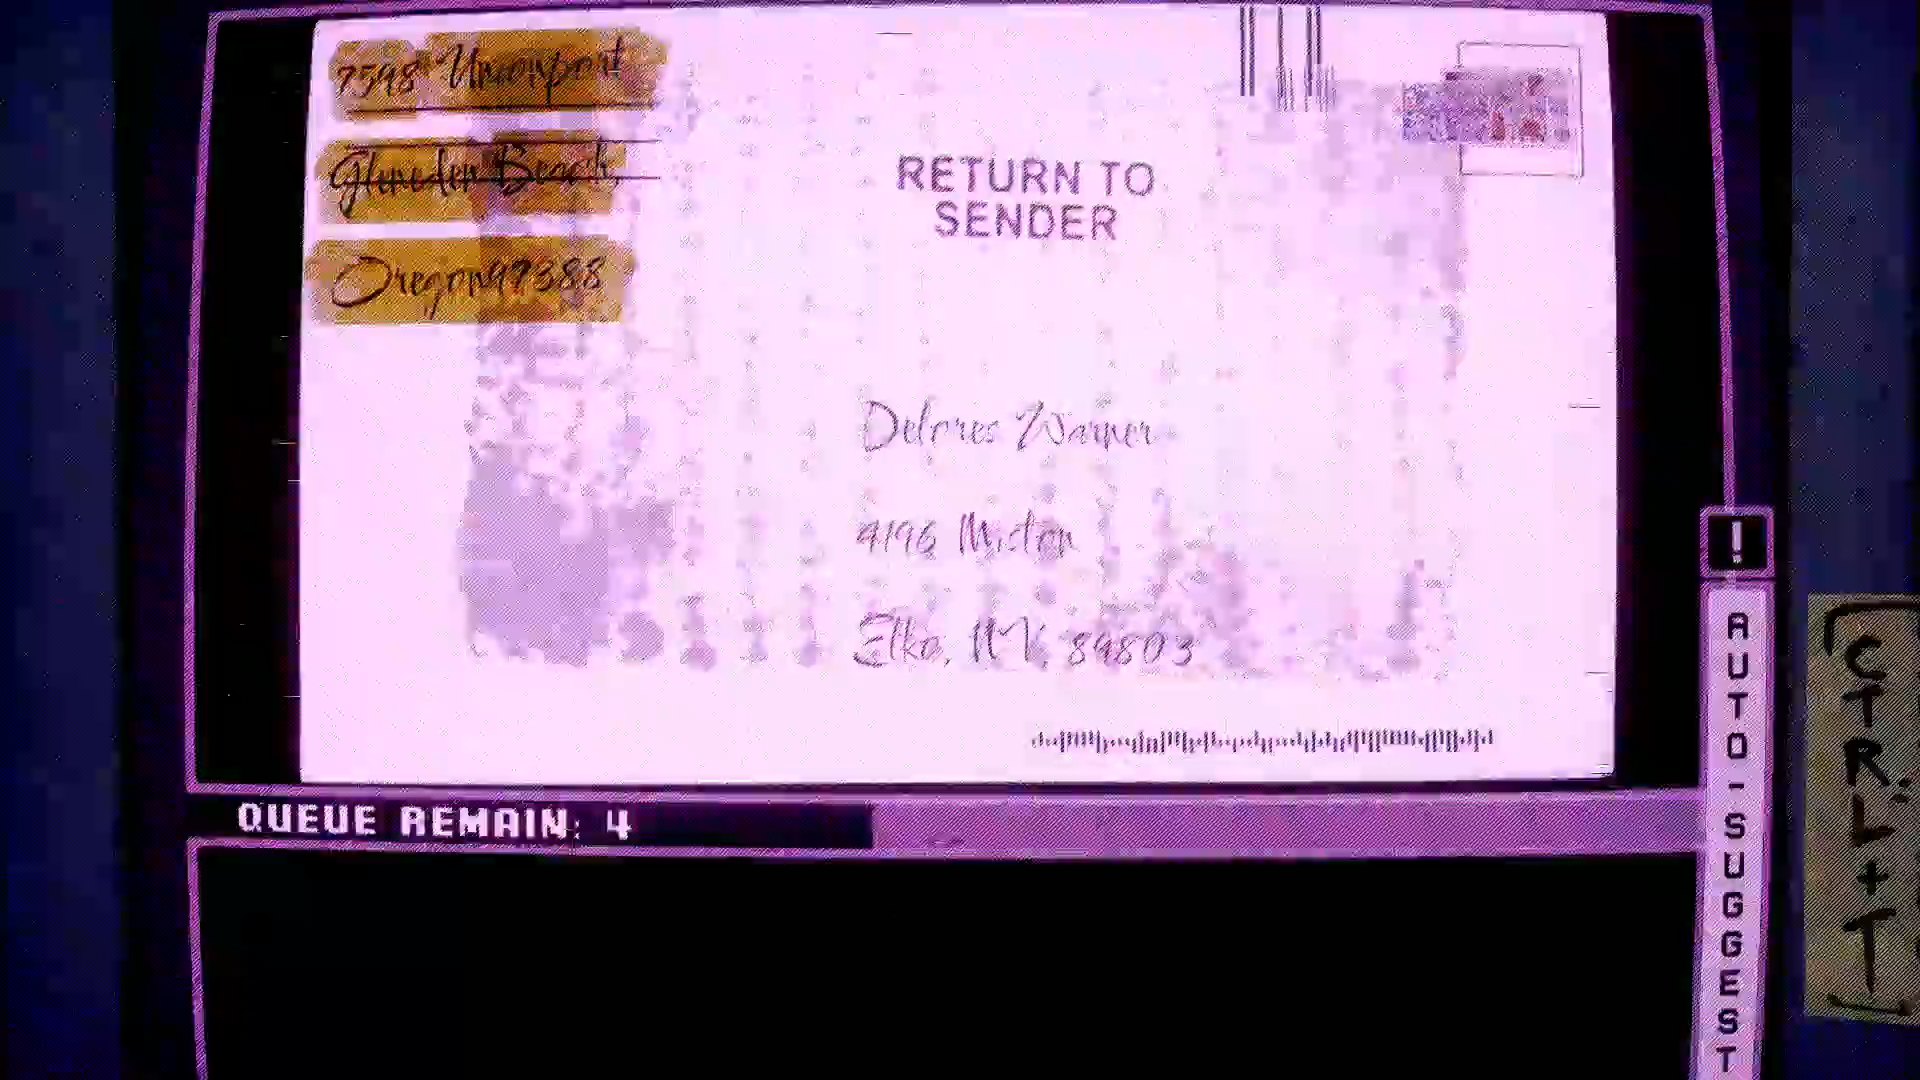 7598 Unionport
Gleneden Beach,
Oregon 97388
RETURN TO
SENDER
Delores Warner
4196 Micton
Elko, NV, 89803
QUEUE REMAIN: 4
!
AUTO-SUGGEST
[CTRL+T]